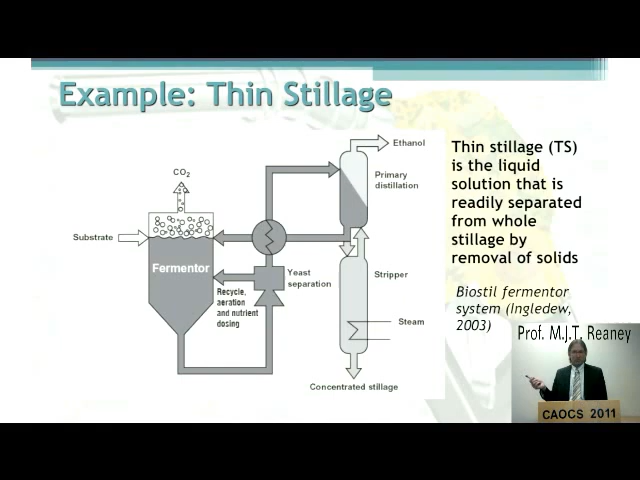 Example: Thin Stillage
Ethanol
CO2
Primary
distillation
Substrate
Fermentor
Yeast
separation
Recycle,
aeration
and nutrient
dosing
Stripper
Steam
Concentrated stillage
Thin stillage (TS)
is the liquid
solution that is
readily separated
from whole
stillage by
removal of solids
Biostil fermentor
system (Ingledew,
2003)
Prof. M.J.T. Reaney
CAOCS 2011